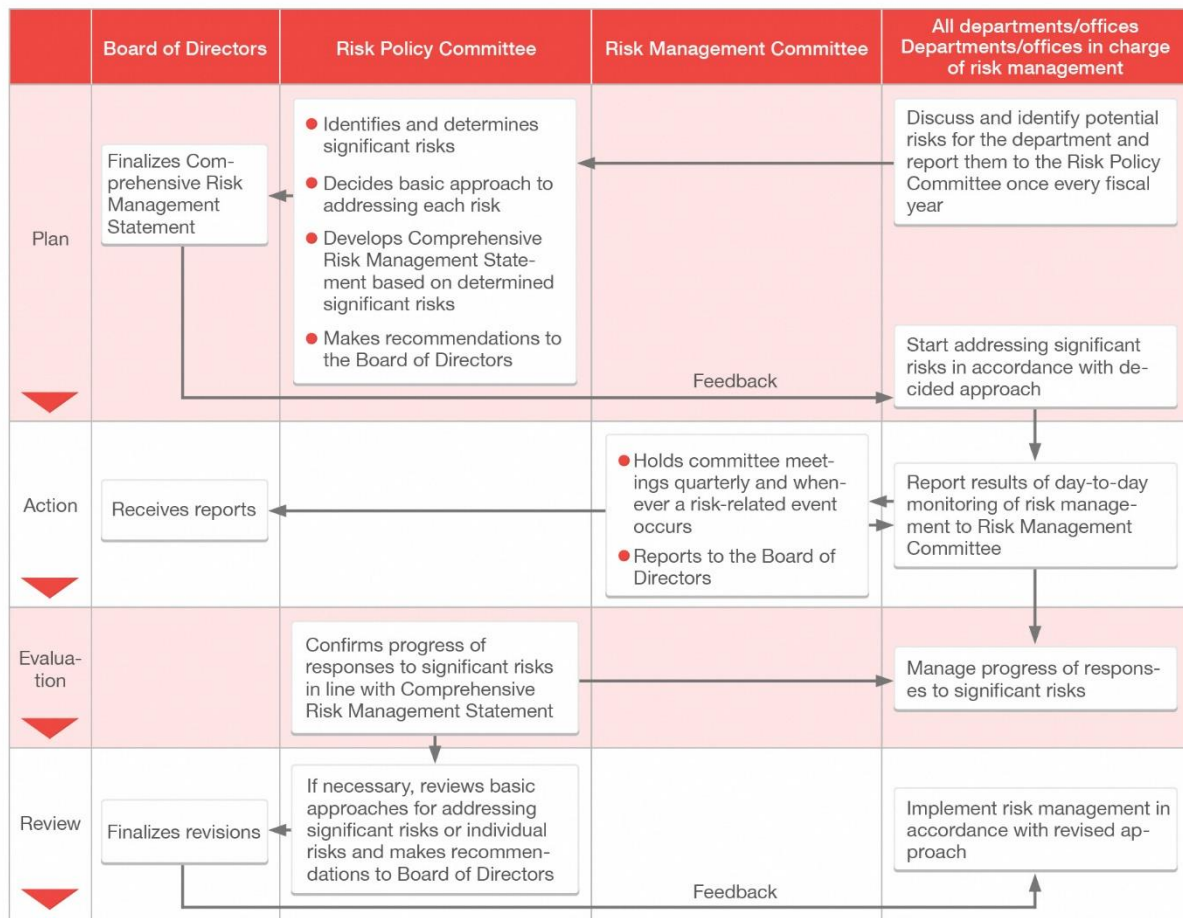 Board of Directors
Risk Policy Committee
Risk Management Committee
All departments/offices
Departments/offices in charge
of risk management
Plan
Finalizes Com-
prehensive Risk
Management
Statement
Identifies and determines
significant risks
Decides basic approach to
addressing each risk
Develops Comprehensive
Risk Management State-
ment based on determined
significant risks
Makes recommendations to
the Board of Directors
Discuss and identify potential
risks for the department and
report them to the Risk Policy
Committee once every fiscal
year
Feedback
Start addressing significant
risks in accordance with de-
cided approach
Action
Receives reports
Holds committee meet-
ings quarterly and when-
ever a risk-related event
occurs
Reports to the Board of
Directors
Report results of day-to-day
monitoring of risk manage-
ment to Risk Management
Committee
Evalua-
tion
Confirms progress of
responses to significant risks
in line with Comprehensive
Risk Management Statement
Manage progress of respons-
es to significant risks
Review
Finalizes revisions
If necessary, reviews basic
approaches for addressing
significant risks or individual
risks and makes recommen-
dations to Board of Directors
Implement risk management in
accordance with revised ap-
proach
Feedback